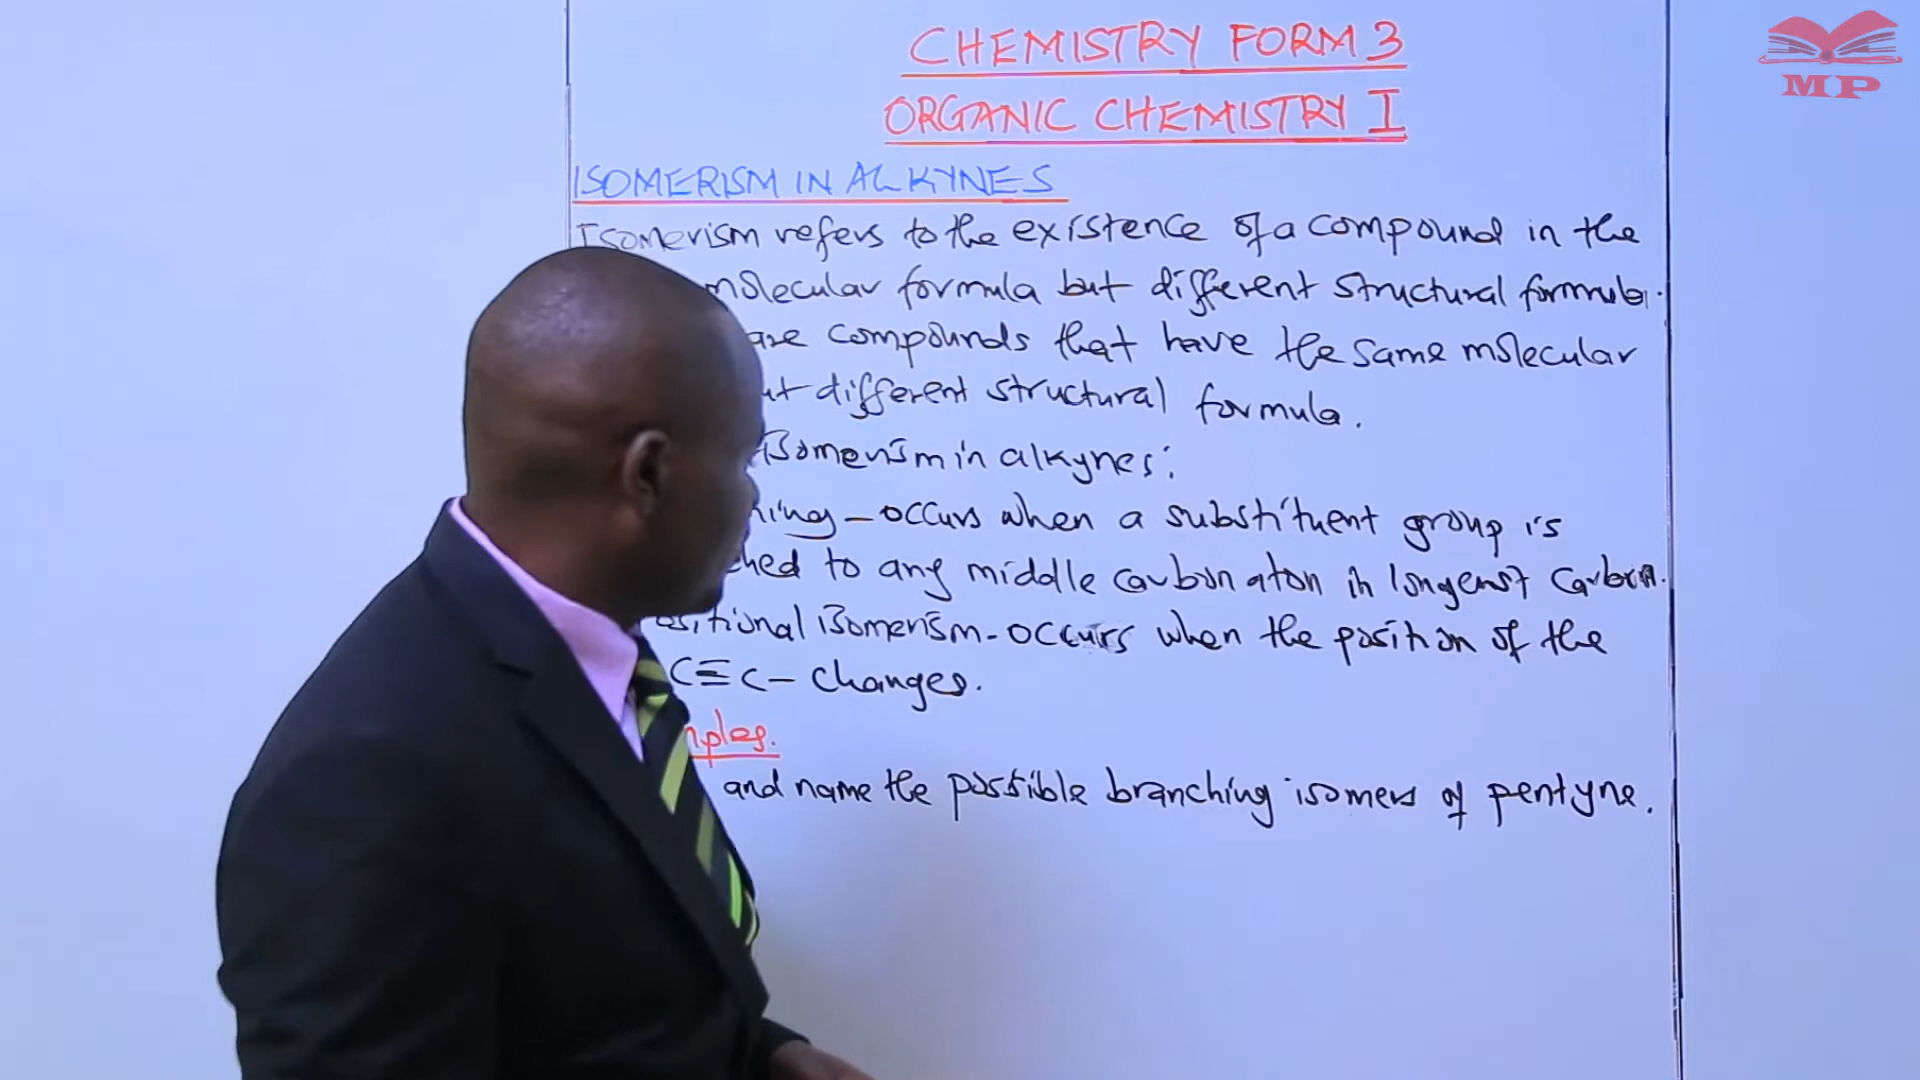 CHEMISTRY FORM 3
MP
ORGANIC CHEMISTRY I
ISOMERISM IN ALKYNES
Isomerism refers to the existence of a compound in the
molecular formula but different structural formula.
are compounds that have the same molecular
different structural formula.
isomerism in alkynes:
occurs when a substituent group is
to any middle carbon atom in longenst carbon.
isomerism - occurs when the position of the
C≡C- changes.
and name the possible branching isomers of pentyne.